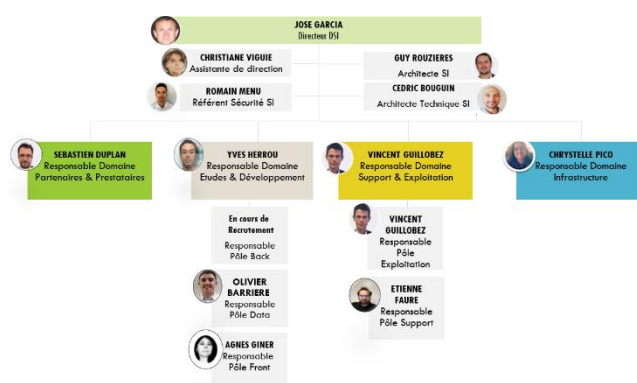 JOSE GARCIA
Directeur DSI
CHRISTIANE VIGUIE
Assistante de direction
GUY ROUZIERES
Architecte SI
ROMAIN MENU
Référent Sécurité SI
CEDRIC BOUGUIN
Architecte Technique SI
SEBASTIEN DUPLAN
Responsable Domaine
Partenaires & Prestataires
YVES HERROU
Responsable Domaine
Etudes & Développement
VINCENT GUILLOBEZ
Responsable Domaine
Support & Exploitation
CHRYSTELLE PICO
Responsable Domaine
Infrastructure
En cours de
Recrutement
Responsable
Pôle Back
OLIVIER
BARRIERE
Responsable
Pôle Data
AGNES GINER
Responsable
Pôle Front
VINCENT
GUILLOBEZ
Responsable
Pôle
Exploitation
ETIENNE
FAURE
Responsable
Pôle Support